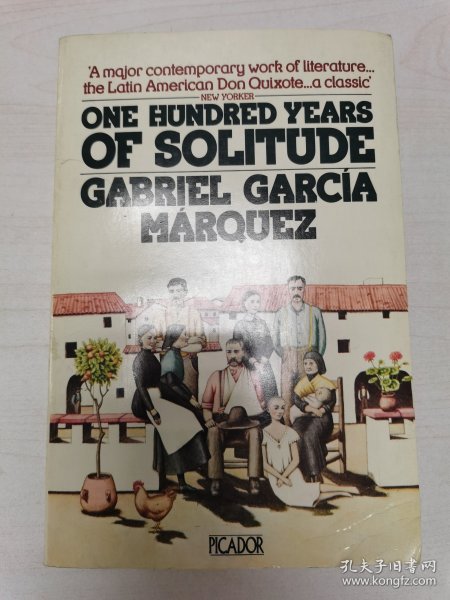 'A major contemporary work of literature...
the Latin American Don Quixote...a classic'
NEW YORKER
ONE HUNDRED YEARS
OF SOLITUDE
GABRIEL GARCÍA
MÁRQUEZ
PICADOR
孔夫子旧书网
www.kongfz.com